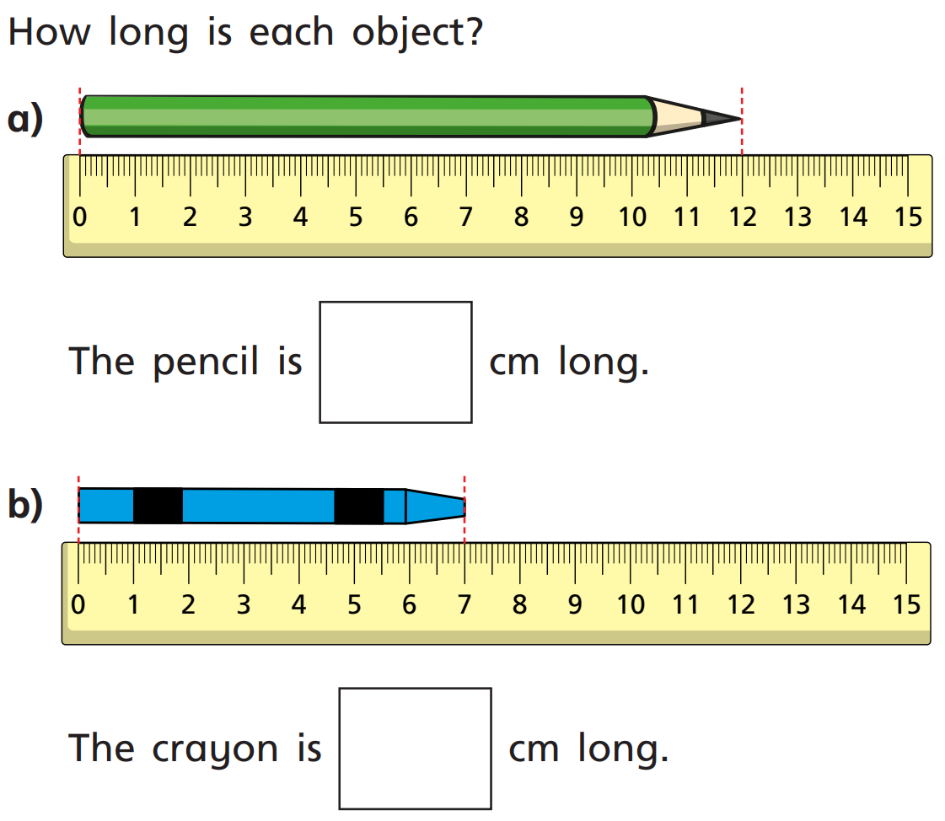 How long is each object?
a)
0 1 2 3 4 5 6 7 8 9 10 11 12 13 14 15
The pencil is cm long.
b)
0 1 2 3 4 5 6 7 8 9 10 11 12 13 14 15
The crayon is cm long.